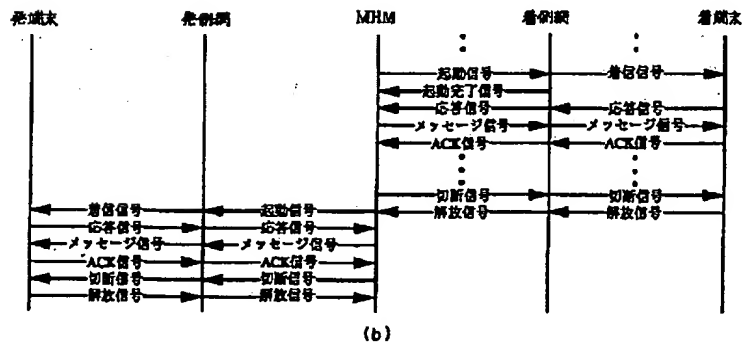 発端末 発側網 MHM 着側網 着端末
起動信号 着信信号
起動完了信号
応答信号 応答信号
メッセージ信号 メッセージ信号
ACK信号 ACK信号
切断信号 切断信号
着信信号 起動信号 解放信号 解放信号
応答信号 応答信号
メッセージ信号 メッセージ信号
ACK信号 ACK信号
切断信号 切断信号
解放信号 解放信号
(b)